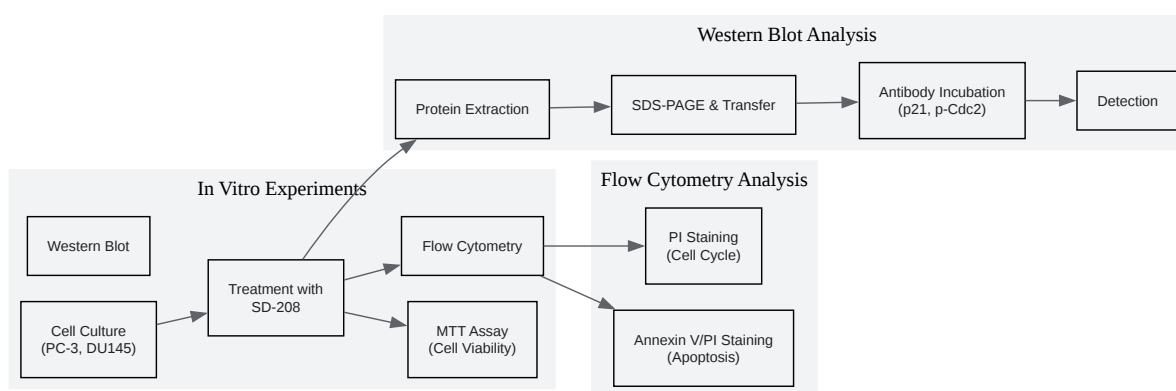 Western Blot Analysis
Protein Extraction
SDS-PAGE & Transfer
Antibody Incubation
(p21, p-Cdc2)
Detection
In Vitro Experiments
Western Blot
Cell Culture
(PC-3, DU145)
Treatment with
SD-208
Flow Cytometry
MTT Assay
(Cell Viability)
Flow Cytometry Analysis
PI Staining
(Cell Cycle)
Annexin V/PI Staining
(Apoptosis)